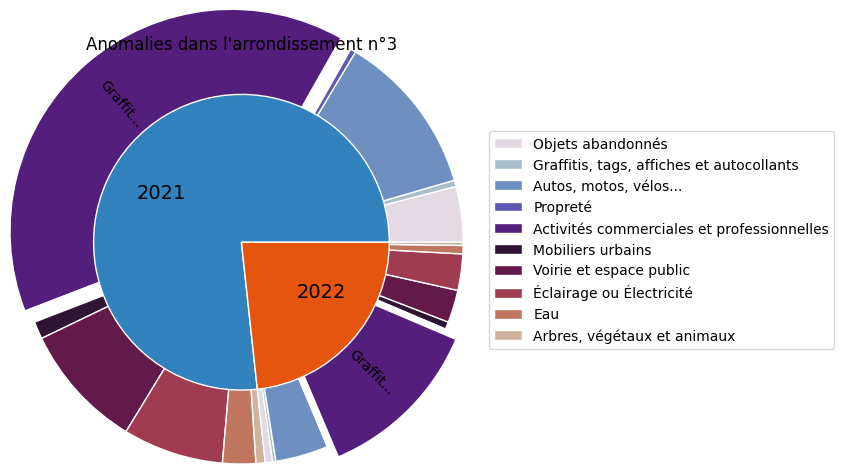 Anomalies dans l'arrondissement n°3
Graffit...
2021
2022
Graffit...
Objets abandonnés
Graffitis, tags, affiches et autocollants
Autos, motos, vélos...
Propreté
Activités commerciales et professionnelles
Mobiliers urbains
Voirie et espace public
Éclairage ou Électricité
Eau
Arbres, végétaux et animaux